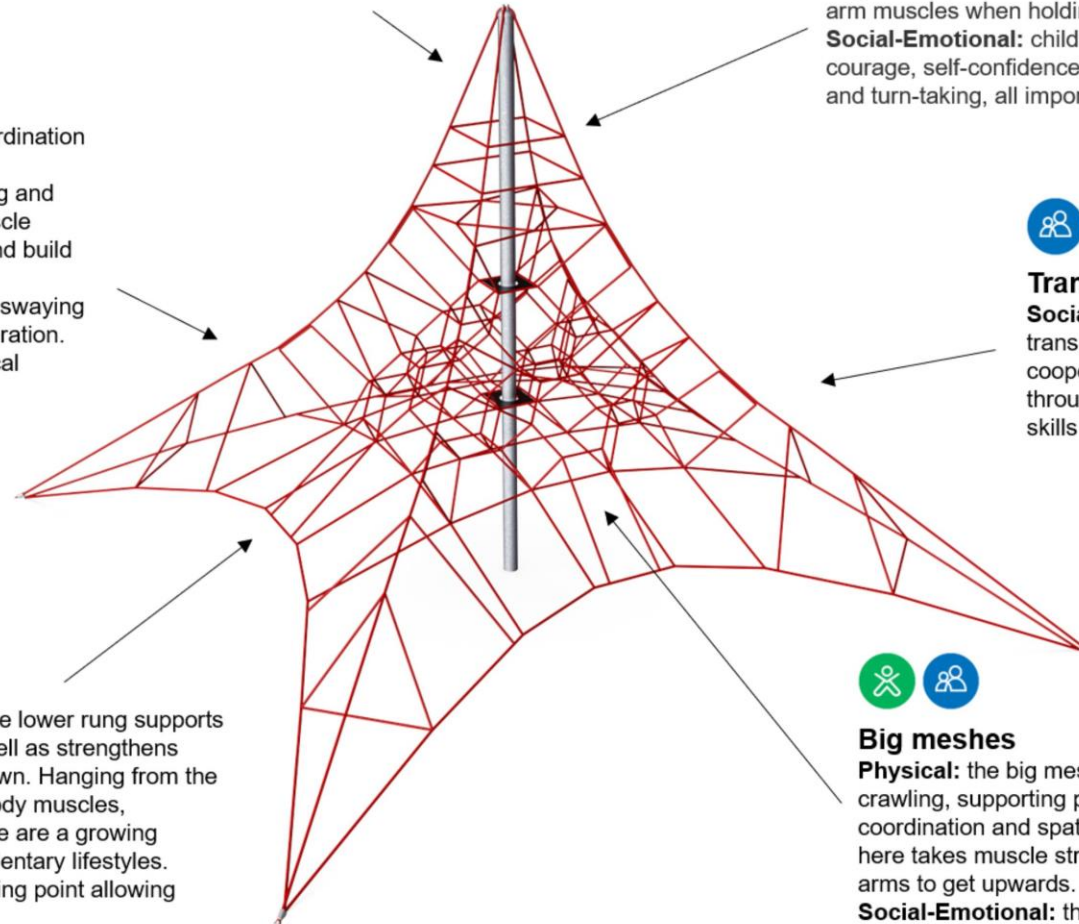 arm muscles when holdi
Social-Emotional: child
courage, self-confidence
and turn-taking, all impor
rdination
g and
cle
nd build
swaying
ration.
al
Tran
Socia
trans
coope
throu
skills
e lower rung supports
ell as strengthens
wn. Hanging from the
ody muscles,
e are a growing
entary lifestyles.
ing point allowing
Big meshes
Physical: the big mes
crawling, supporting p
coordination and spat
here takes muscle str
arms to get upwards.
Social-Emotional: th